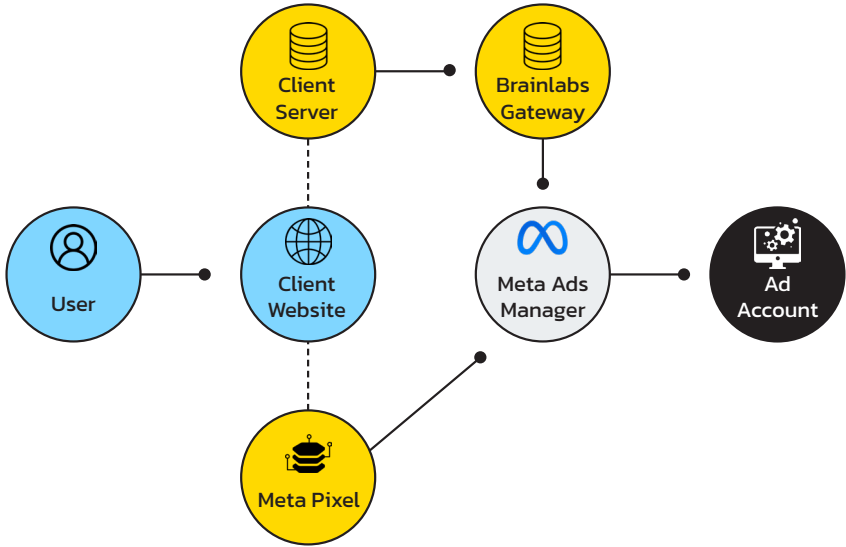 Client
Server
Brainlabs
Gateway
User
Client
Website
Meta Ads
Manager
Ad
Account
Meta Pixel